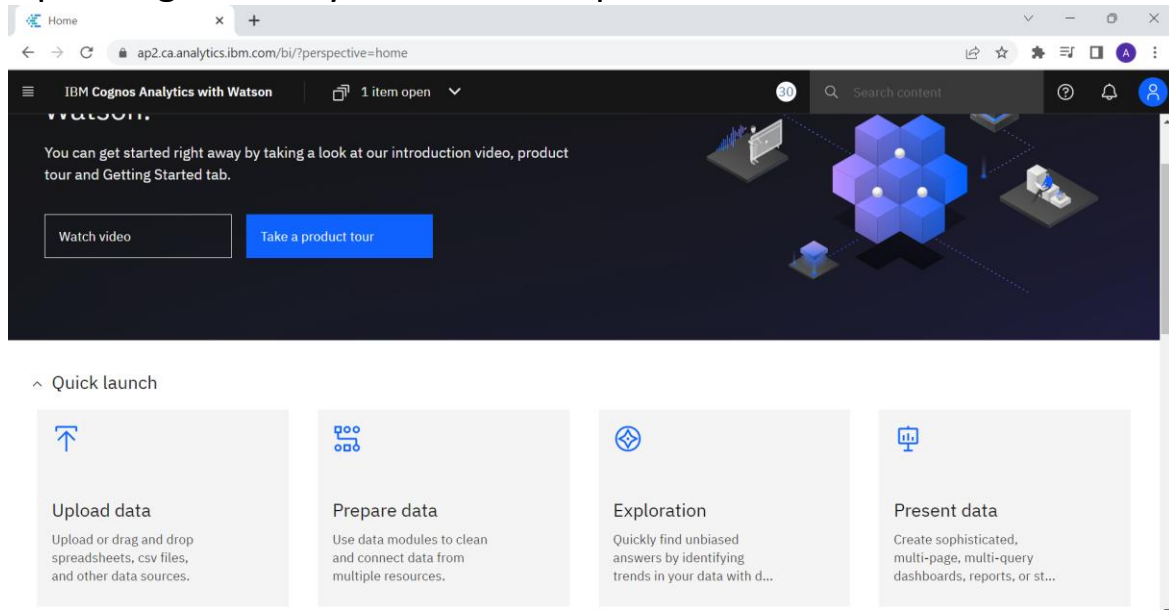 Home
ap2.ca.analytics.ibm.com/bi/?perspective=home
A
IBM Cognos Analytics with Watson
1 item open
30
Search content
Watson.
You can get started right away by taking a look at our introduction video, product
tour and Getting Started tab.
Watch video
Take a product tour
Quick launch
Upload data
Upload or drag and drop
spreadsheets, csv files,
and other data sources.
Prepare data
Use data modules to clean
and connect data from
multiple resources.
Exploration
Quickly find unbiased
answers by identifying
trends in your data with d...
Present data
Create sophisticated,
multi-page, multi-query
dashboards, reports, or st...